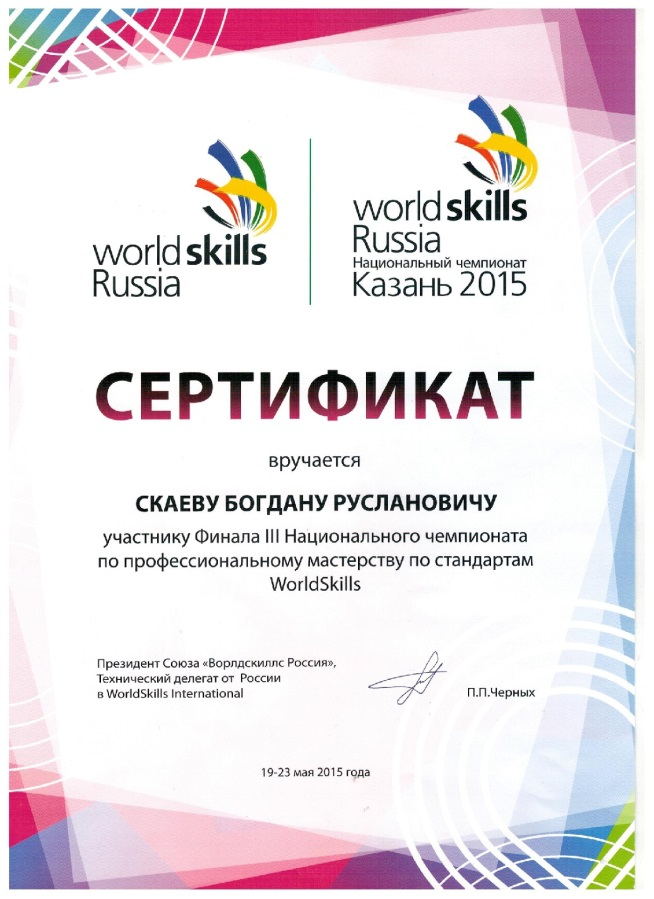 world skills
Russia
world skills
Russia
Национальный чемпионат
Казань 2015
СЕРТИФИКАТ
вручается
СКАЕВУ БОГДАНУ РУСЛАНОВИЧУ
участнику Финала III Национального чемпионата
по профессиональному мастерству по стандартам
WorldSkills
Президент Союза «Ворлдскиллс Россия»,
Технический делегат от России
в WorldSkills International
П.П.Черных
19-23 мая 2015 года